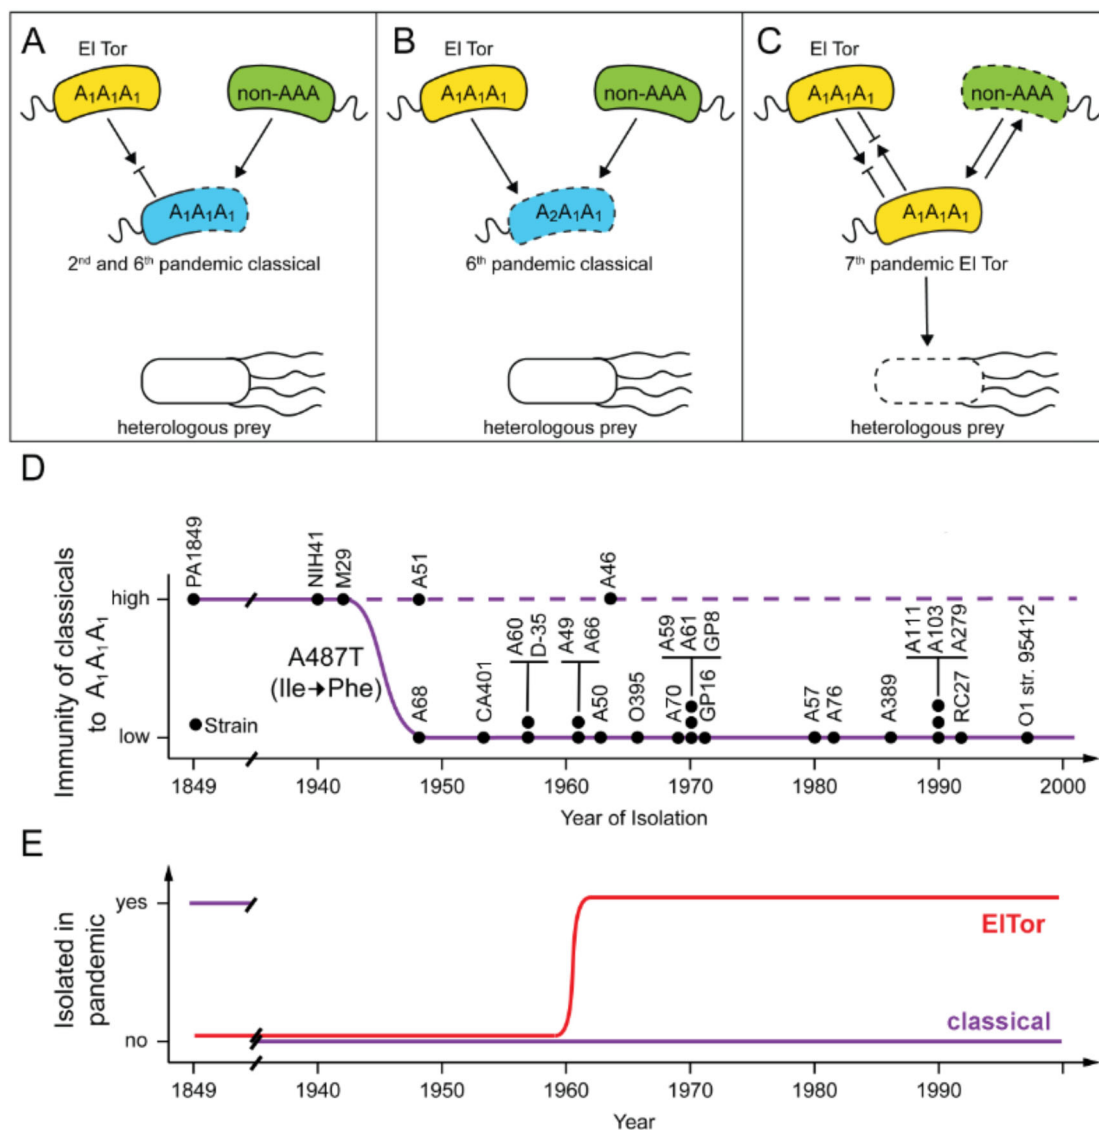 A
El Tor
A₁A₁A₁
non-AAA
A₁A₁A₁
2ⁿᵈ and 6ᵗʰ pandemic classical
heterologous prey
B
El Tor
A₁A₁A₁
non-AAA
A₂A₁A₁
6ᵗʰ pandemic classical
heterologous prey
C
El Tor
A₁A₁A₁
non-AAA
A₁A₁A₁
7ᵗʰ pandemic El Tor
heterologous prey
D
Immunity of classicals
to A₁A₁A₁
high
low
PA1849
NIH41
M29
A51
A46
A487T
(Ile→Phe)
Strain
A68
CA401
A60
D-35
A49
A66
A50
O395
A70
A59
A61
GP8
GP16
A57
A76
A389
A111
A103
A279
RC27
O1 str. 95412
1849
1940
1950
1960
1970
1980
1990
2000
Year of Isolation
E
Isolated in
pandemic
yes
no
ElTor
classical
1849
1940
1950
1960
1970
1980
1990
Year